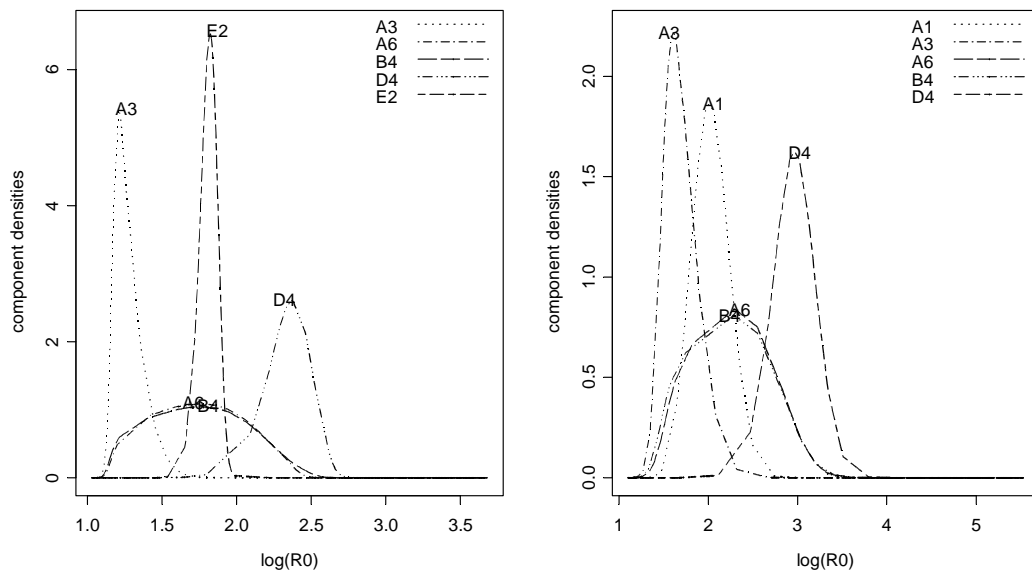 component densities
0
2
4
6
1.0
1.5
2.0
2.5
3.0
3.5
log(R0)
A3
E2
D4
A6
B4
A3
A6
B4
D4
E2
component densities
0.0
0.5
1.0
1.5
2.0
1
2
3
4
5
log(R0)
A3
A1
D4
A6
B4
A1
A3
A6
B4
D4